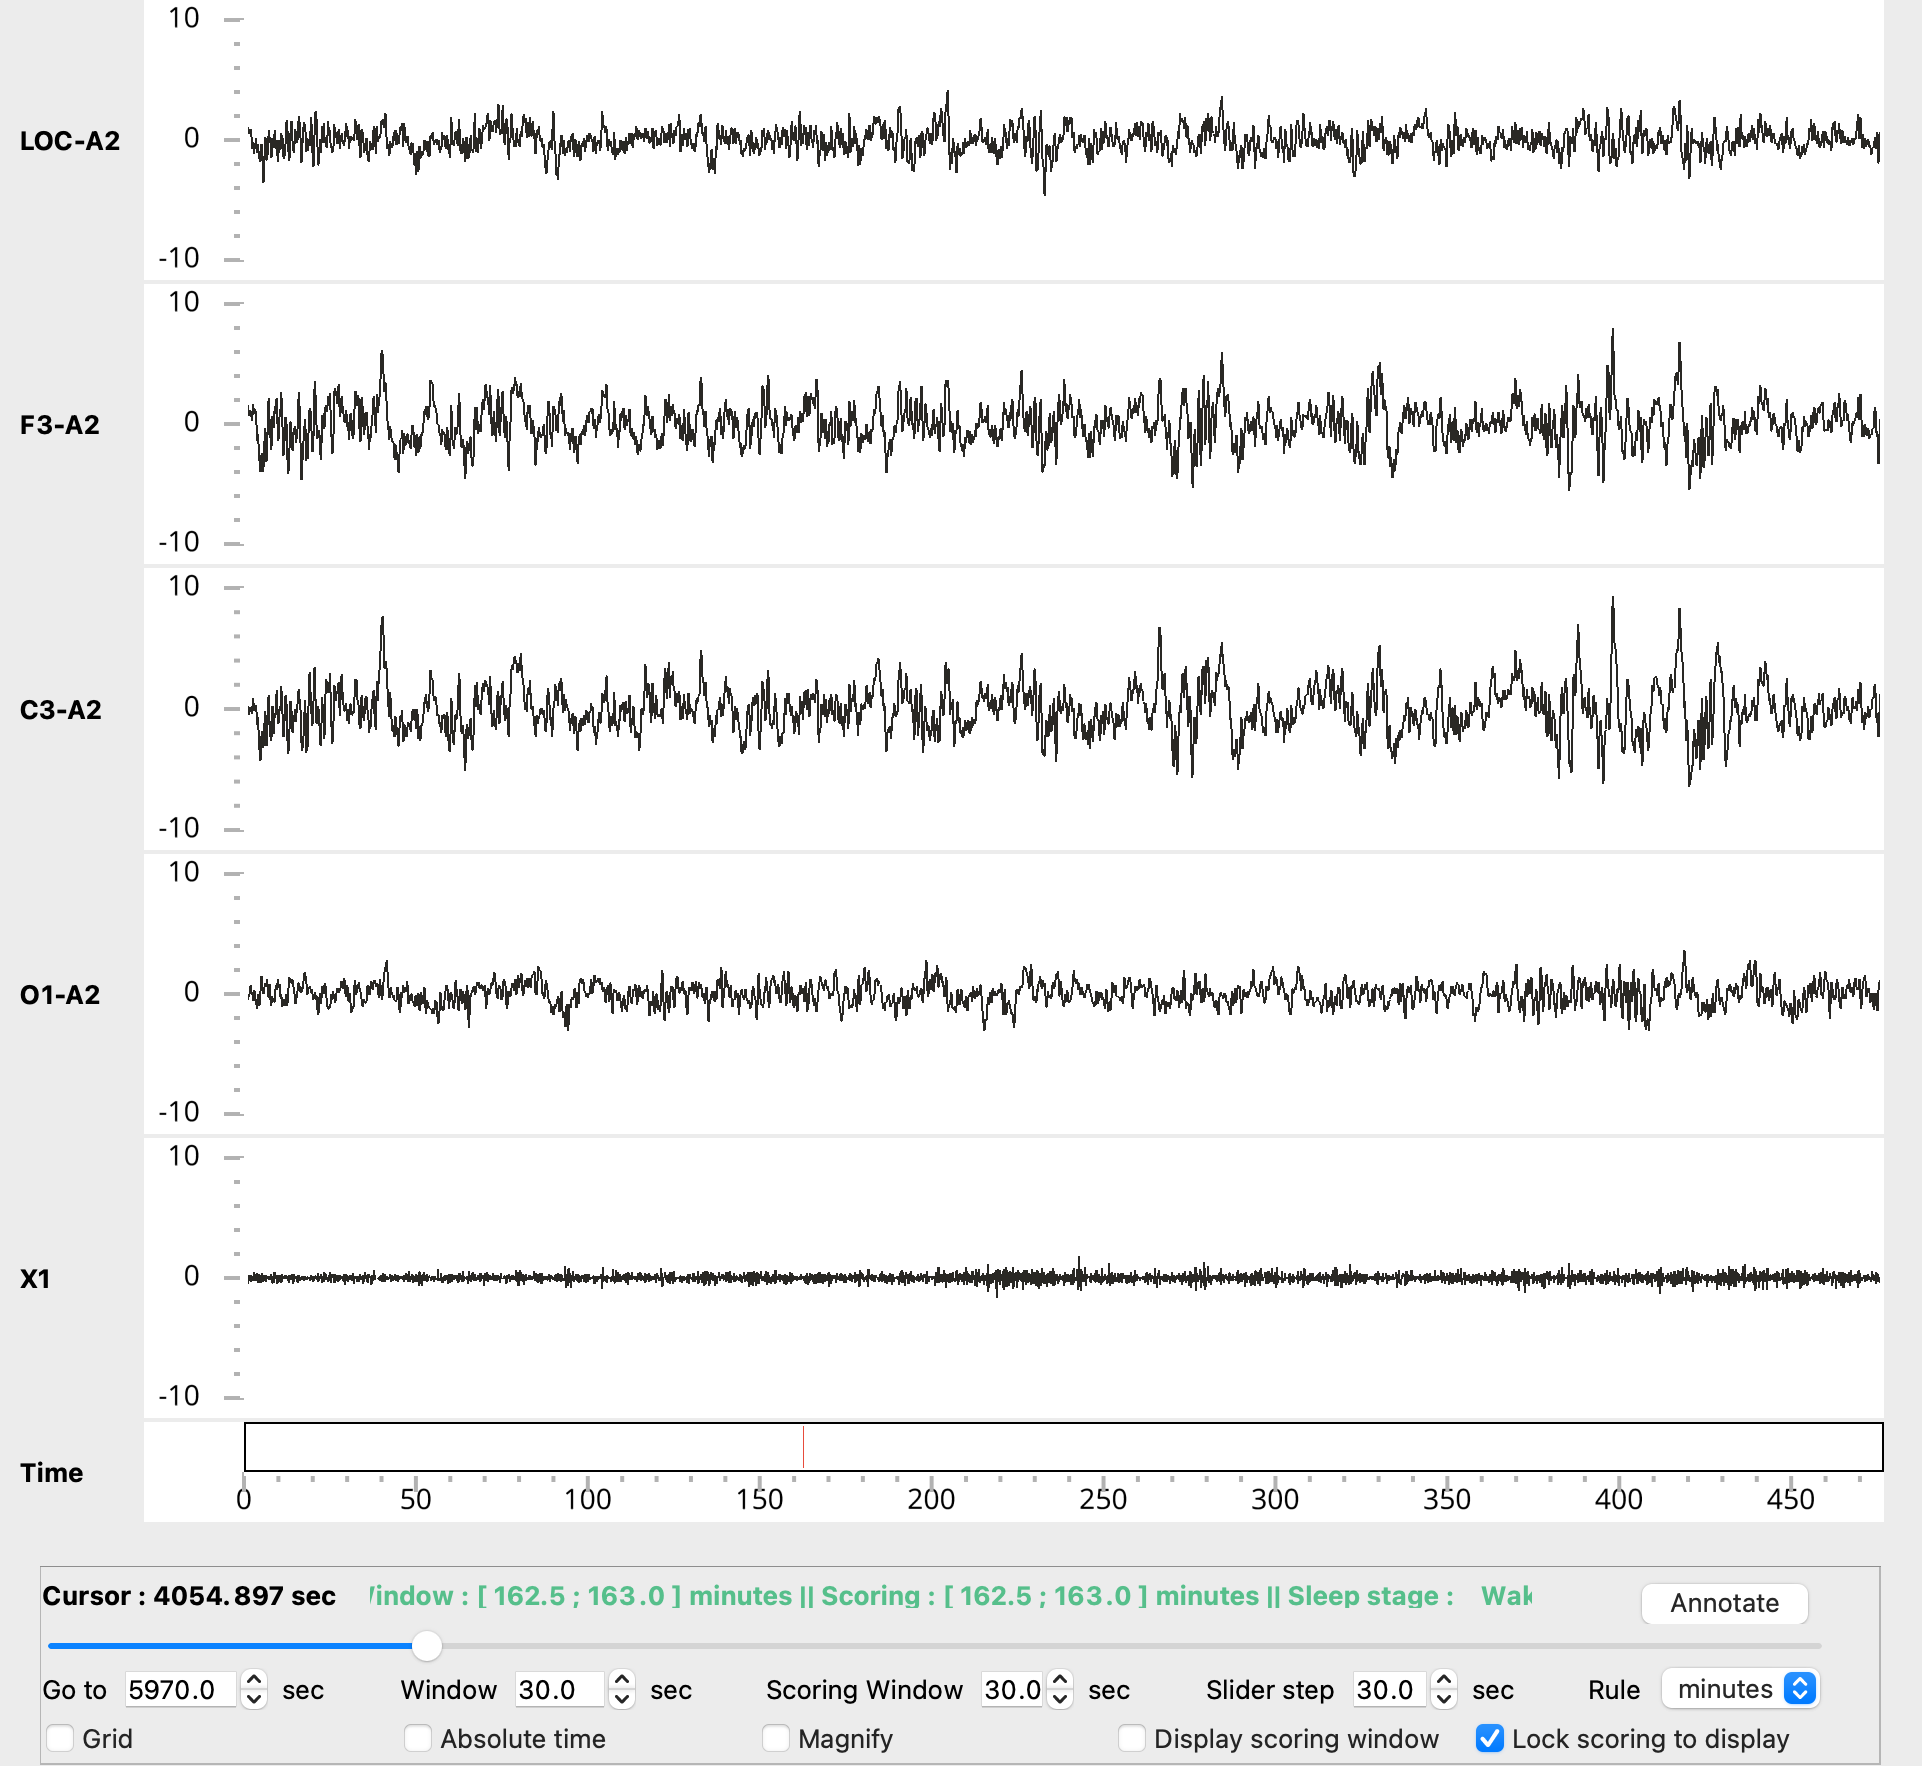 10
LOC-A2 0
-10
10
F3-A2 0
-10
10
C3-A2 0
-10
10
O1-A2 0
-10
10
X1 0
-10
Time
0 50 100 150 200 250 300 350 400 450
Cursor : 4054.897 sec indow : [ 162.5 ; 163.0 ] minutes || Scoring : [ 162.5 ; 163.0 ] minutes || Sleep stage : Wak Annotate
Go to 5970.0 sec Window 30.0 sec Scoring Window 30.0 sec Slider step 30.0 sec Rule minutes
Grid Absolute time Magnify Display scoring window Lock scoring to display